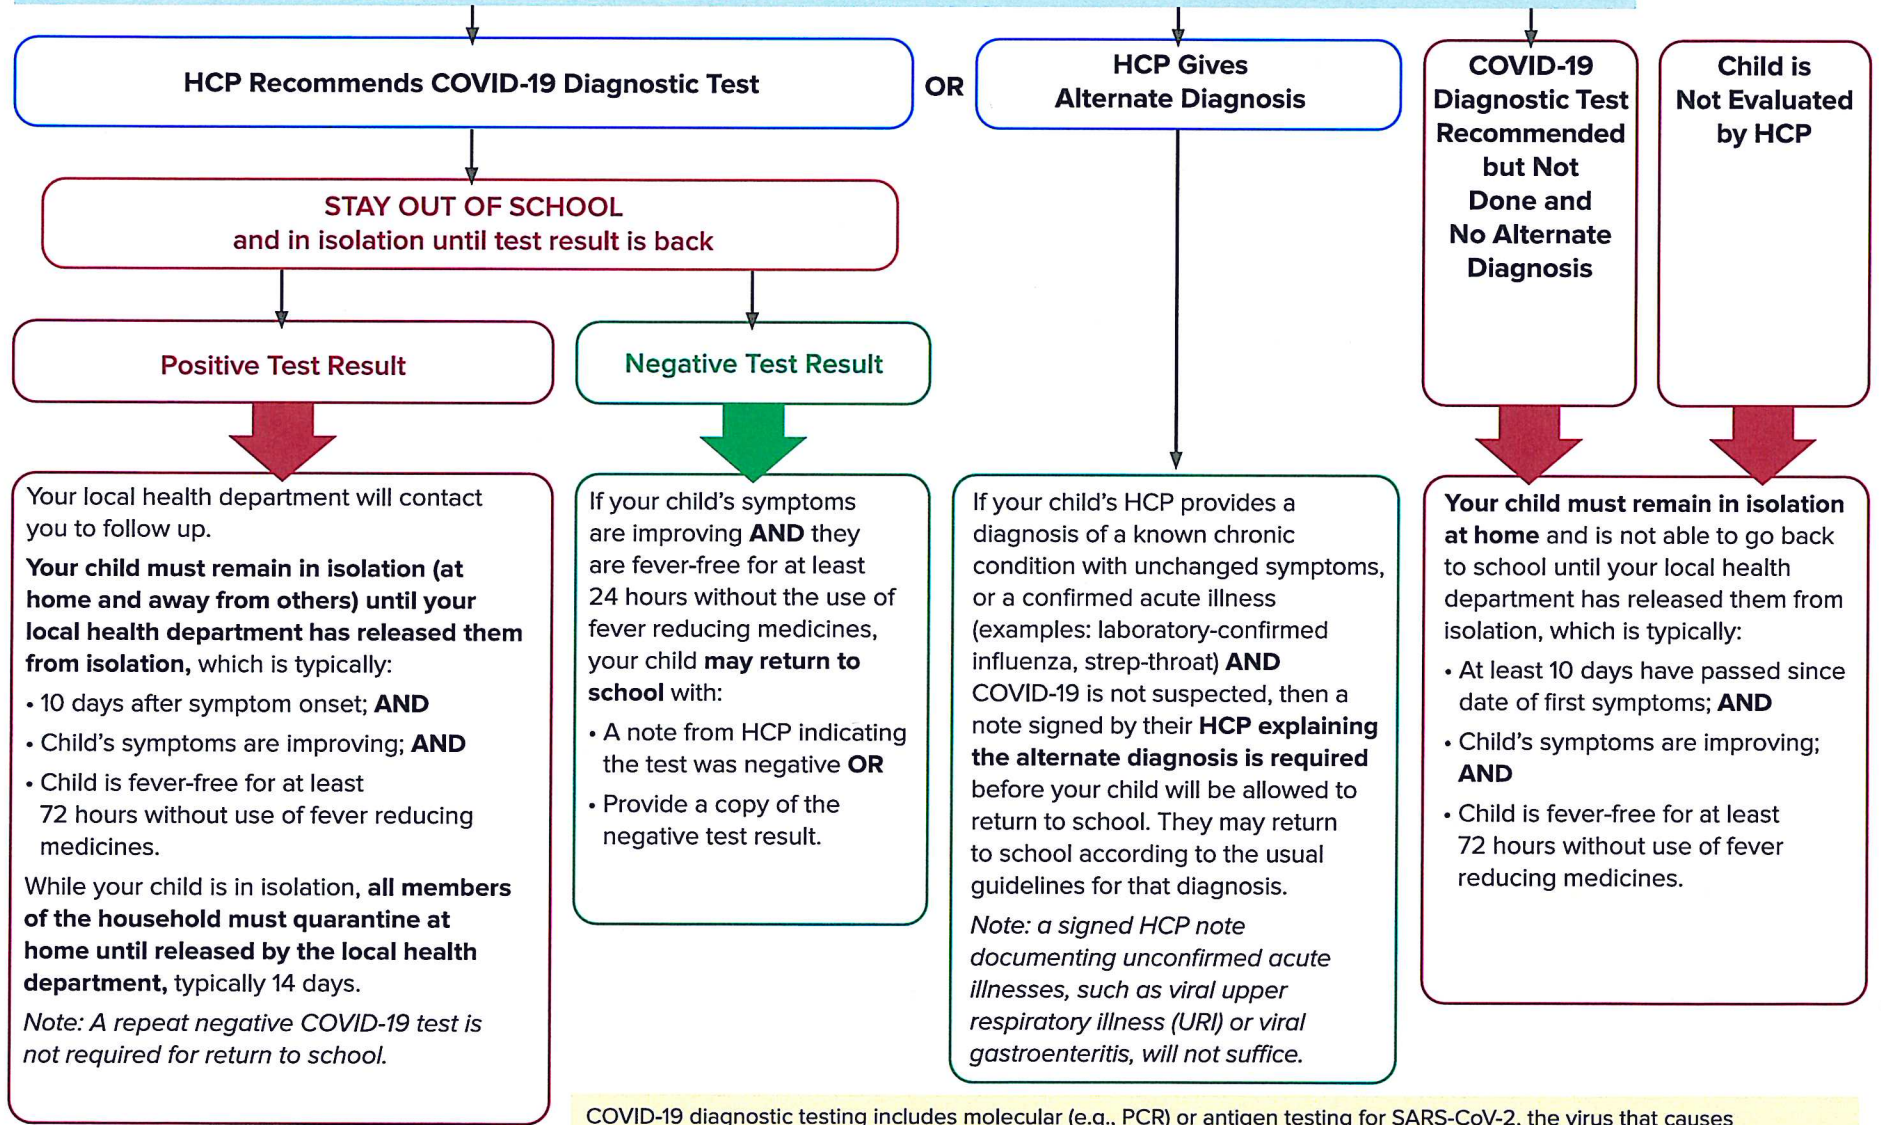 HCP Recommends COVID-19 Diagnostic Test
OR
HCP Gives
Alternate Diagnosis
COVID-19
Diagnostic Test
Recommended
but Not
Done and
No Alternate
Diagnosis
Child is
Not Evaluated
by HCP
STAY OUT OF SCHOOL
and in isolation until test result is back
Positive Test Result
Negative Test Result
Your local health department will contact
you to follow up.
Your child must remain in isolation (at
home and away from others) until your
local health department has released them
from isolation, which is typically:
• 10 days after symptom onset; AND
• Child's symptoms are improving; AND
• Child is fever-free for at least
72 hours without use of fever reducing
medicines.
While your child is in isolation, all members
of the household must quarantine at
home until released by the local health
department, typically 14 days.
Note: A repeat negative COVID-19 test is
not required for return to school.
If your child's symptoms
are improving AND they
are fever-free for at least
24 hours without the use of
fever reducing medicines,
your child may return to
school with:
• A note from HCP indicating
the test was negative OR
• Provide a copy of the
negative test result.
If your child's HCP provides a
diagnosis of a known chronic
condition with unchanged symptoms,
or a confirmed acute illness
(examples: laboratory-confirmed
influenza, strep-throat) AND
COVID-19 is not suspected, then a
note signed by their HCP explaining
the alternate diagnosis is required
before your child will be allowed to
return to school. They may return
to school according to the usual
guidelines for that diagnosis.
Note: a signed HCP note
documenting unconfirmed acute
illnesses, such as viral upper
respiratory illness (URI) or viral
gastroenteritis, will not suffice.
Your child must remain in isolation
at home and is not able to go back
to school until your local health
department has released them from
isolation, which is typically:
• At least 10 days have passed since
date of first symptoms; AND
• Child's symptoms are improving;
AND
• Child is fever-free for at least
72 hours without use of fever
reducing medicines.
COVID-19 diagnostic testing includes molecular (e.g., PCR) or antigen testing for SARS-CoV-2, the virus that causes